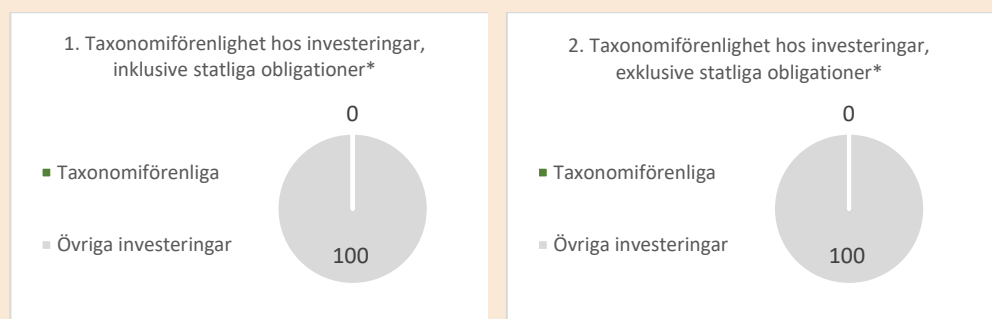 1. Taxonomiförenlighet hos investeringar,
inklusive statliga obligationer*
0
Taxonomiförenliga
Övriga investeringar
100
2. Taxonomiförenlighet hos investeringar,
exklusive statliga obligationer*
0
Taxonomiförenliga
Övriga investeringar
100